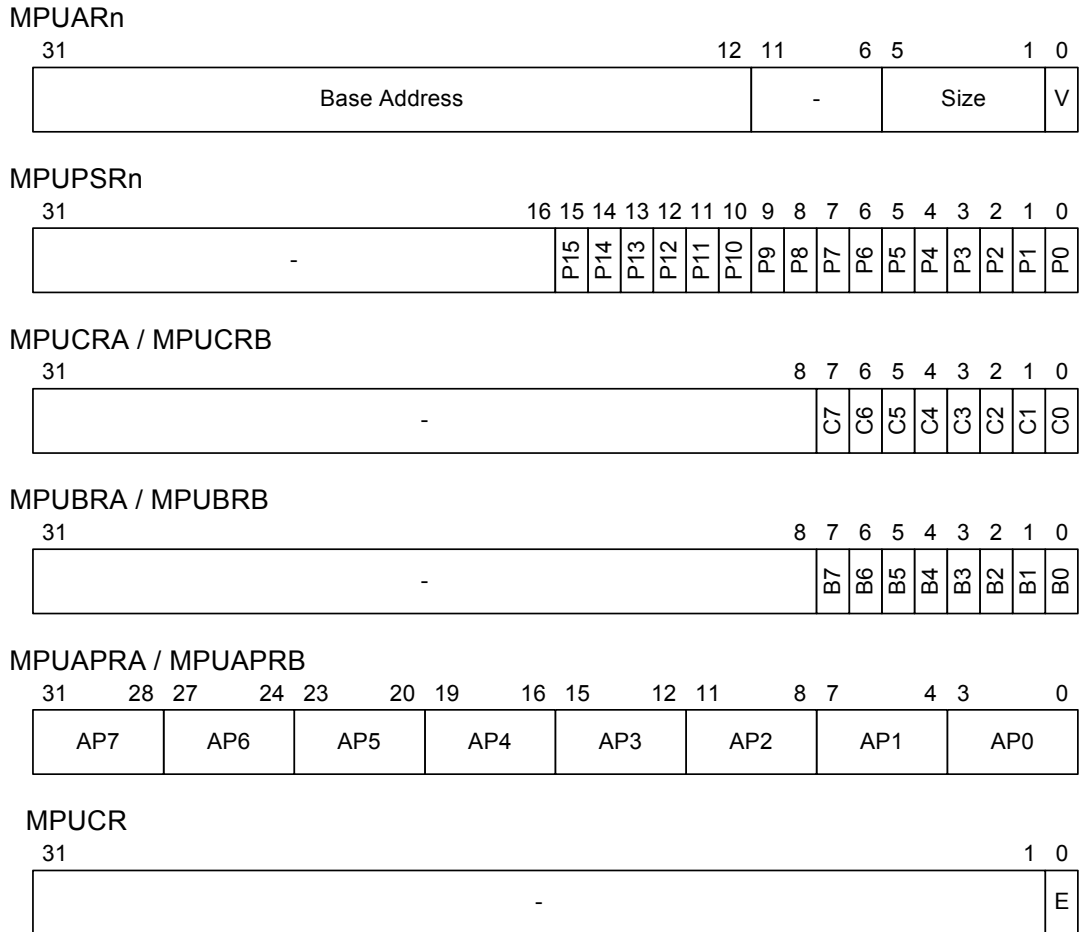 MPUARn
31 12 11 6 5 1 0
Base Address - Size V
MPUPSRn
31 16 15 14 13 12 11 10 9 8 7 6 5 4 3 2 1 0
- P15 P14 P13 P12 P11 P10 P9 P8 P7 P6 P5 P4 P3 P2 P1 P0
MPUCRA / MPUCRB
31 8 7 6 5 4 3 2 1 0
- C7 C6 C5 C4 C3 C2 C1 C0
MPUBRA / MPUBRB
31 8 7 6 5 4 3 2 1 0
- B7 B6 B5 B4 B3 B2 B1 B0
MPUAPRA / MPUAPRB
31 28 27 24 23 20 19 16 15 12 11 8 7 4 3 0
AP7 AP6 AP5 AP4 AP3 AP2 AP1 AP0
MPUCR
31 1 0
- E